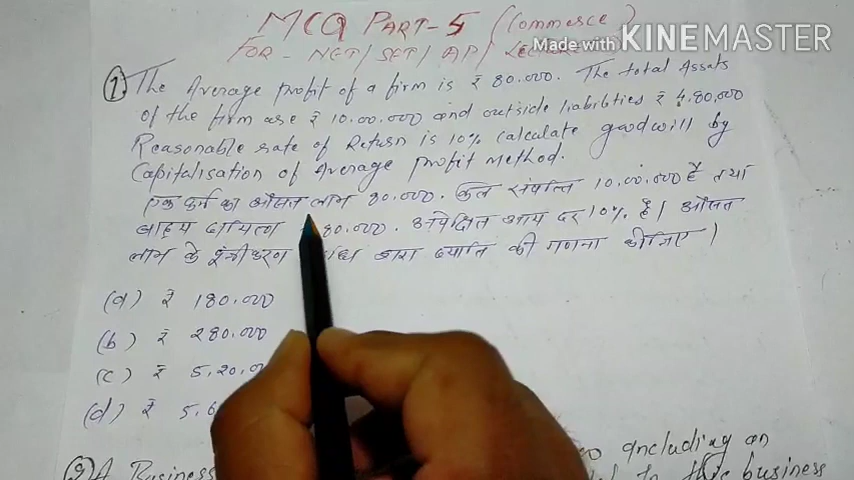 MCQ PART-5 (Commerce)
FOR - NET/SET/AP/
Made with KINEMASTER
1. The Average profit of a firm is ₹ 80.000. The total Assets
of the firm are ₹ 10.00.000 and outside liabilities ₹ 4,80,000
Reasonable rate of Return is 10% calculate goodwill by
Capitalisation of Average profit method.
एक फर्म का औसत लाभ 80.000. कुल संपत्ति 10.00.000 है तथा
बाह्य दायित्व 80.000. अपेक्षित आय दर 10% है। औसत
लाभ के पूंजीकरण द्वारा ख्याति की गणना कीजिए।
(a) ₹ 180.000
(b) ₹ 280.000
(c) ₹ 5.20.00
(d) ₹ 5.6
including an
2. A Business
to this business